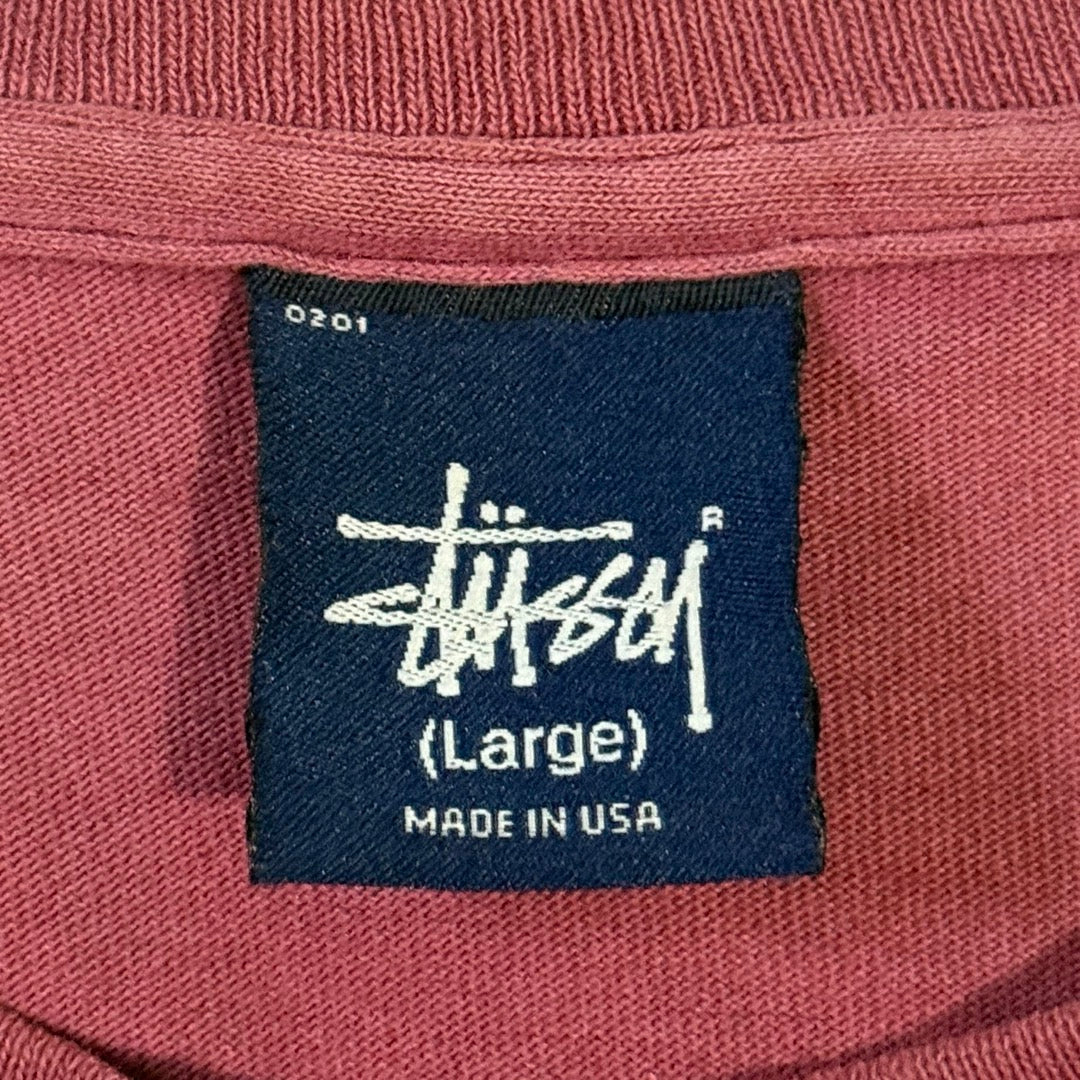 0201
Stüssy R
(Large)
MADE IN USA